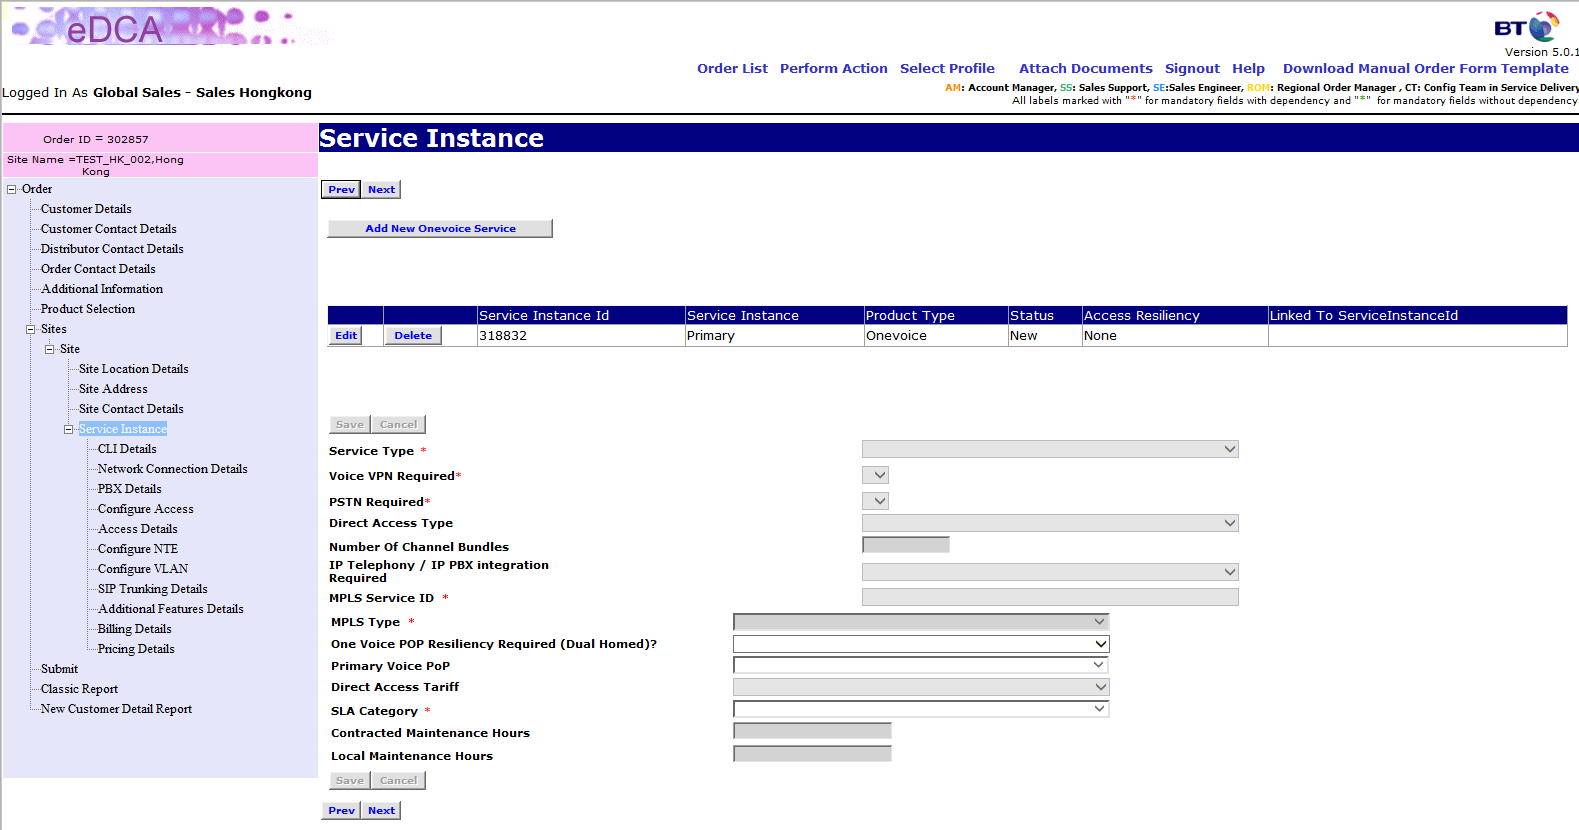 eDCA
BT
Version 5.0.1
Order List Perform Action Select Profile Attach Documents Signout Help Download Manual Order Form Template
Logged In As Global Sales - Sales Hongkong
AM: Account Manager, SS: Sales Support, SE:Sales Engineer, ROM: Regional Order Manager , CT: Config Team in Service Delivery
All labels marked with "*" for mandatory fields with dependency and "*" for mandatory fields without dependency
Order ID = 302857
Site Name =TEST_HK_002,Hong
Kong
Order
Customer Details
Customer Contact Details
Distributor Contact Details
Order Contact Details
Additional Information
Product Selection
Sites
Site
Site Location Details
Site Address
Site Contact Details
Service Instance
CLI Details
Network Connection Details
PBX Details
Configure Access
Access Details
Configure NTE
Configure VLAN
SIP Trunking Details
Additional Features Details
Billing Details
Pricing Details
Submit
Classic Report
New Customer Detail Report
Service Instance
Prev Next
Add New Onevoice Service
Service Instance Id Service Instance Product Type Status Access Resiliency Linked To ServiceInstanceId
Edit Delete 318832 Primary Onevoice New None
Save Cancel
Service Type *
Voice VPN Required*
PSTN Required*
Direct Access Type
Number Of Channel Bundles
IP Telephony / IP PBX integration
Required
MPLS Service ID *
MPLS Type *
One Voice POP Resiliency Required (Dual Homed)?
Primary Voice PoP
Direct Access Tariff
SLA Category *
Contracted Maintenance Hours
Local Maintenance Hours
Save Cancel
Prev Next